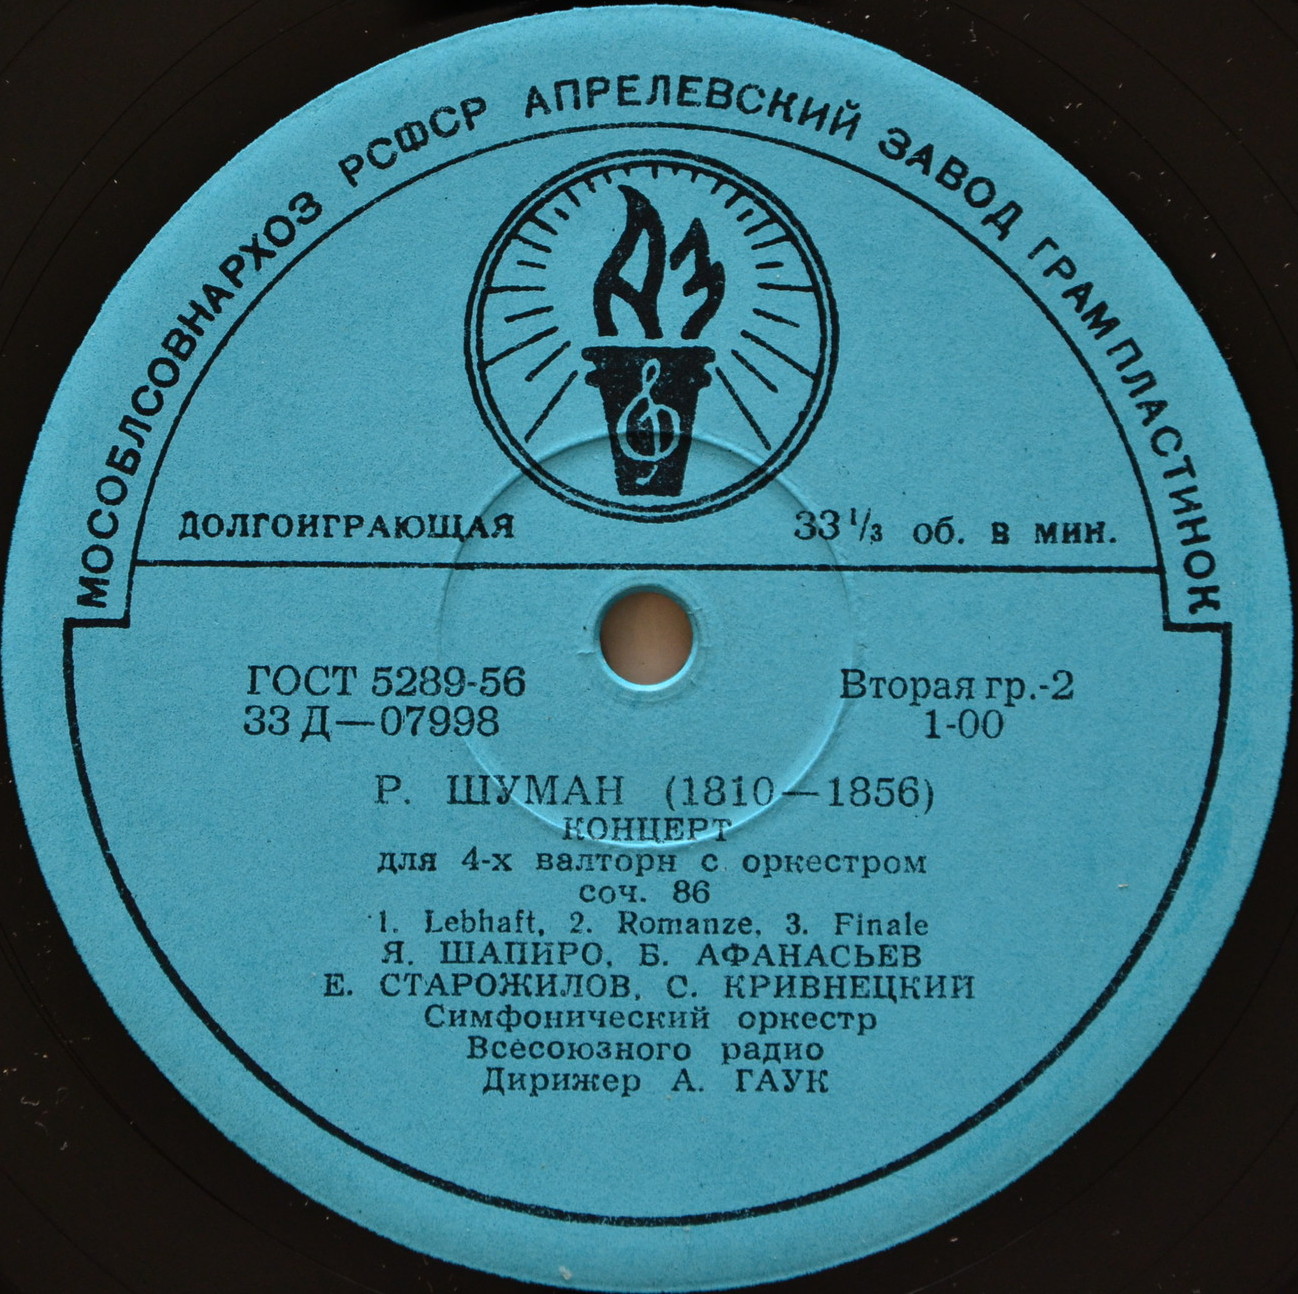 МОСОБЛСОВНАРХОЗ РСФСР АПРЕЛЕВСКИЙ ЗАВОД ГРАМПЛАСТИНОК
АЗ
ДОЛГОИГРАЮЩАЯ 33 1/3 об. в мин.
ГОСТ 5289-56 Вторая гр.-2
33 Д—07998 1-00
Р. ШУМАН (1810—1856)
КОНЦЕРТ
для 4-х валторн с оркестром
соч. 86
1. Lebhaft, 2. Romanze, 3. Finale
Я. ШАПИРО, Б. АФАНАСЬЕВ
Е. СТАРОЖИЛОВ, С. КРИВНЕЦКИЙ
Симфонический оркестр
Всесоюзного радио
Дирижер А. ГАУК